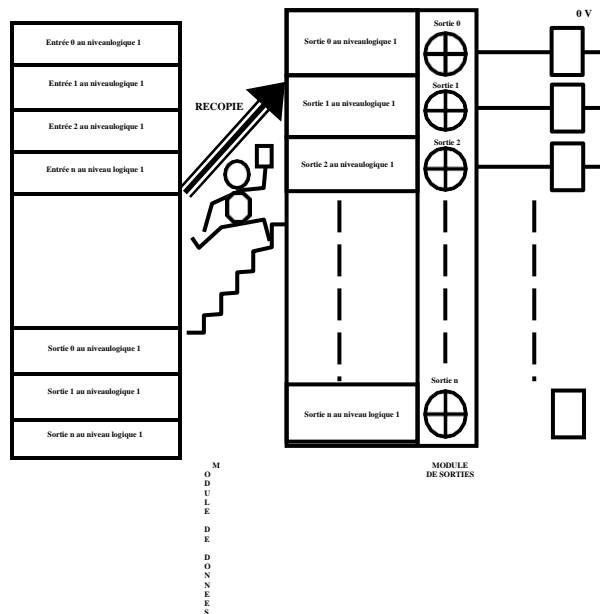 Entrée 0 au niveaulogique 1
Entrée 1 au niveaulogique 1
Entrée 2 au niveaulogique 1
Entrée n au niveau logique 1
Sortie 0 au niveaulogique 1
Sortie 1 au niveaulogique 1
Sortie n au niveau logique 1
RECOPIE
Sortie 0 au niveaulogique 1
Sortie 1 au niveaulogique 1
Sortie 2 au niveaulogique 1
Sortie n au niveau logique 1
Sortie 0
Sortie 1
Sortie 2
Sortie n
0 V
MODULE
DE SORTIES
MODULE DE DONNEES